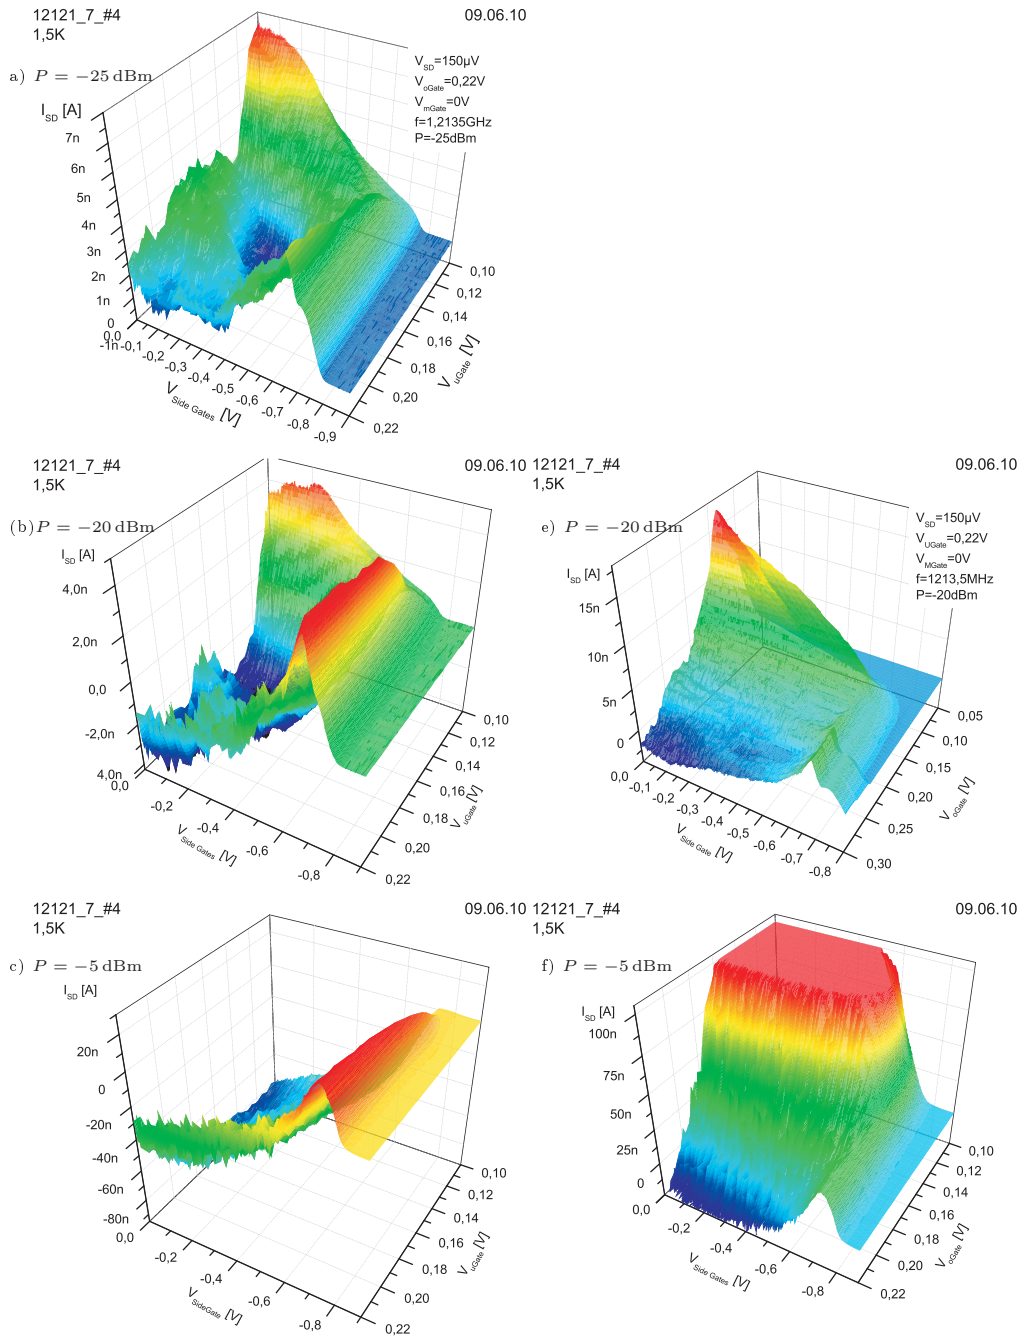 12121_7_#4 09.06.10
1,5K
a) P = −25 dBm
V_SD=150µV
V_oGate=0,22V
V_mGate=0V
f=1,2135GHz
P=-25dBm
I_SD [A]
7n
6n
5n
4n
3n
2n
1n
0
-1n
0,0 -0,1 -0,2 -0,3 -0,4 -0,5 -0,6 -0,7 -0,8 -0,9
V_Side Gates [V]
0,10 0,12 0,14 0,16 0,18 0,20 0,22
V_uGate [V]
12121_7_#4 09.06.10
1,5K
(b) P = −20 dBm
I_SD [A]
4,0n
2,0n
0,0
-2,0n
4,0n
0,0 -0,2 -0,4 -0,6 -0,8
V_Side Gates [V]
0,10 0,12 0,14 0,16 0,18 0,20 0,22
V_uGate [V]
12121_7_#4 09.06.10
1,5K
e) P = −20 dBm
V_SD=150µV
V_UGate=0,22V
V_MGate=0V
f=1213,5MHz
P=-20dBm
I_SD [A]
15n
10n
5n
0
0,0 -0,1 -0,2 -0,3 -0,4 -0,5 -0,6 -0,7 -0,8
V_Side Gate [V]
0,05 0,10 0,15 0,20 0,25 0,30
V_oGate [V]
12121_7_#4 09.06.10
1,5K
c) P = −5 dBm
I_SD [A]
20n
0
-20n
-40n
-60n
-80n
0,0 -0,2 -0,4 -0,6 -0,8
V_SideGate [V]
0,10 0,12 0,14 0,16 0,18 0,20 0,22
V_uGate [V]
12121_7_#4 09.06.10
1,5K
f) P = −5 dBm
I_SD [A]
100n
75n
50n
25n
0
0,0 -0,2 -0,4 -0,6 -0,8
V_Side Gates [V]
0,10 0,12 0,14 0,16 0,18 0,20 0,22
V_oGate [V]